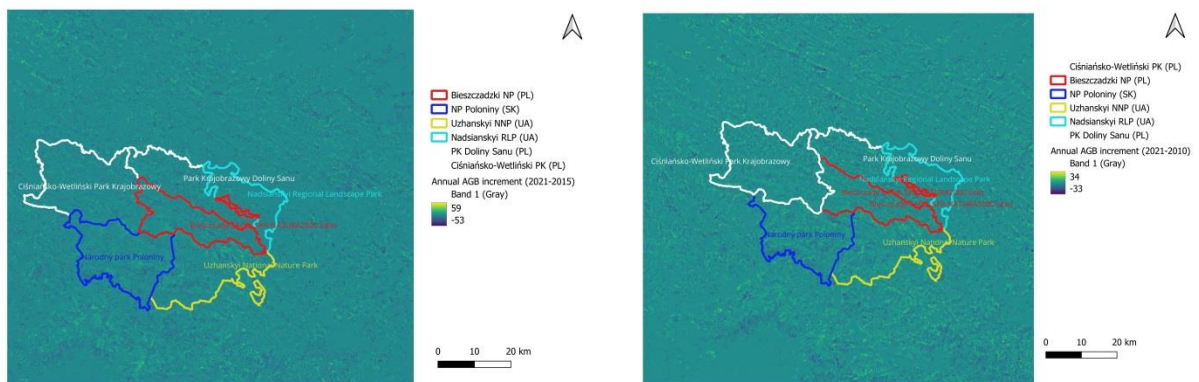 Bieszczadzki NP (PL)
NP Poloniny (SK)
Uzhanskyi NNP (UA)
Nadsianskyi RLP (UA)
PK Doliny Sanu (PL)
Ciśniańsko-Wetliński PK (PL)
Annual AGB increment (2021-2015)
Band 1 (Gray)
59
-53
Ciśniańsko-Wetliński Park Krajobrazowy
Park Krajobrazowy Doliny Sanu
Nadsianskyi Regional Landscape Park
Uzhanskyi National Nature Park
Národny park Poloniny
0 10 20 km
Ciśniańsko-Wetliński PK (PL)
Bieszczadzki NP (PL)
NP Poloniny (SK)
Uzhanskyi NNP (UA)
Nadsianskyi RLP (UA)
PK Doliny Sanu (PL)
Annual AGB increment (2021-2010)
Band 1 (Gray)
34
-33
Ciśniańsko-Wetliński Park Krajobrazowy
Park Krajobrazowy Doliny Sanu
Nadsianskyi Regional Landscape Park
Uzhanskyi National Nature Park
Národny park Poloniny
0 10 20 km